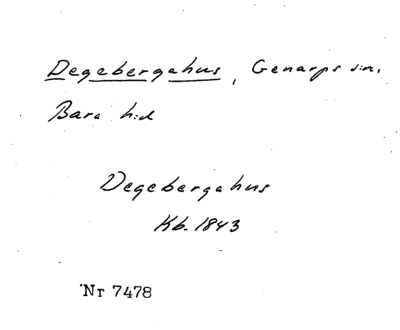 Degebergahus, Genarps sn.
Bara hd
Degebergahus
Kb. 1843
Nr 7478